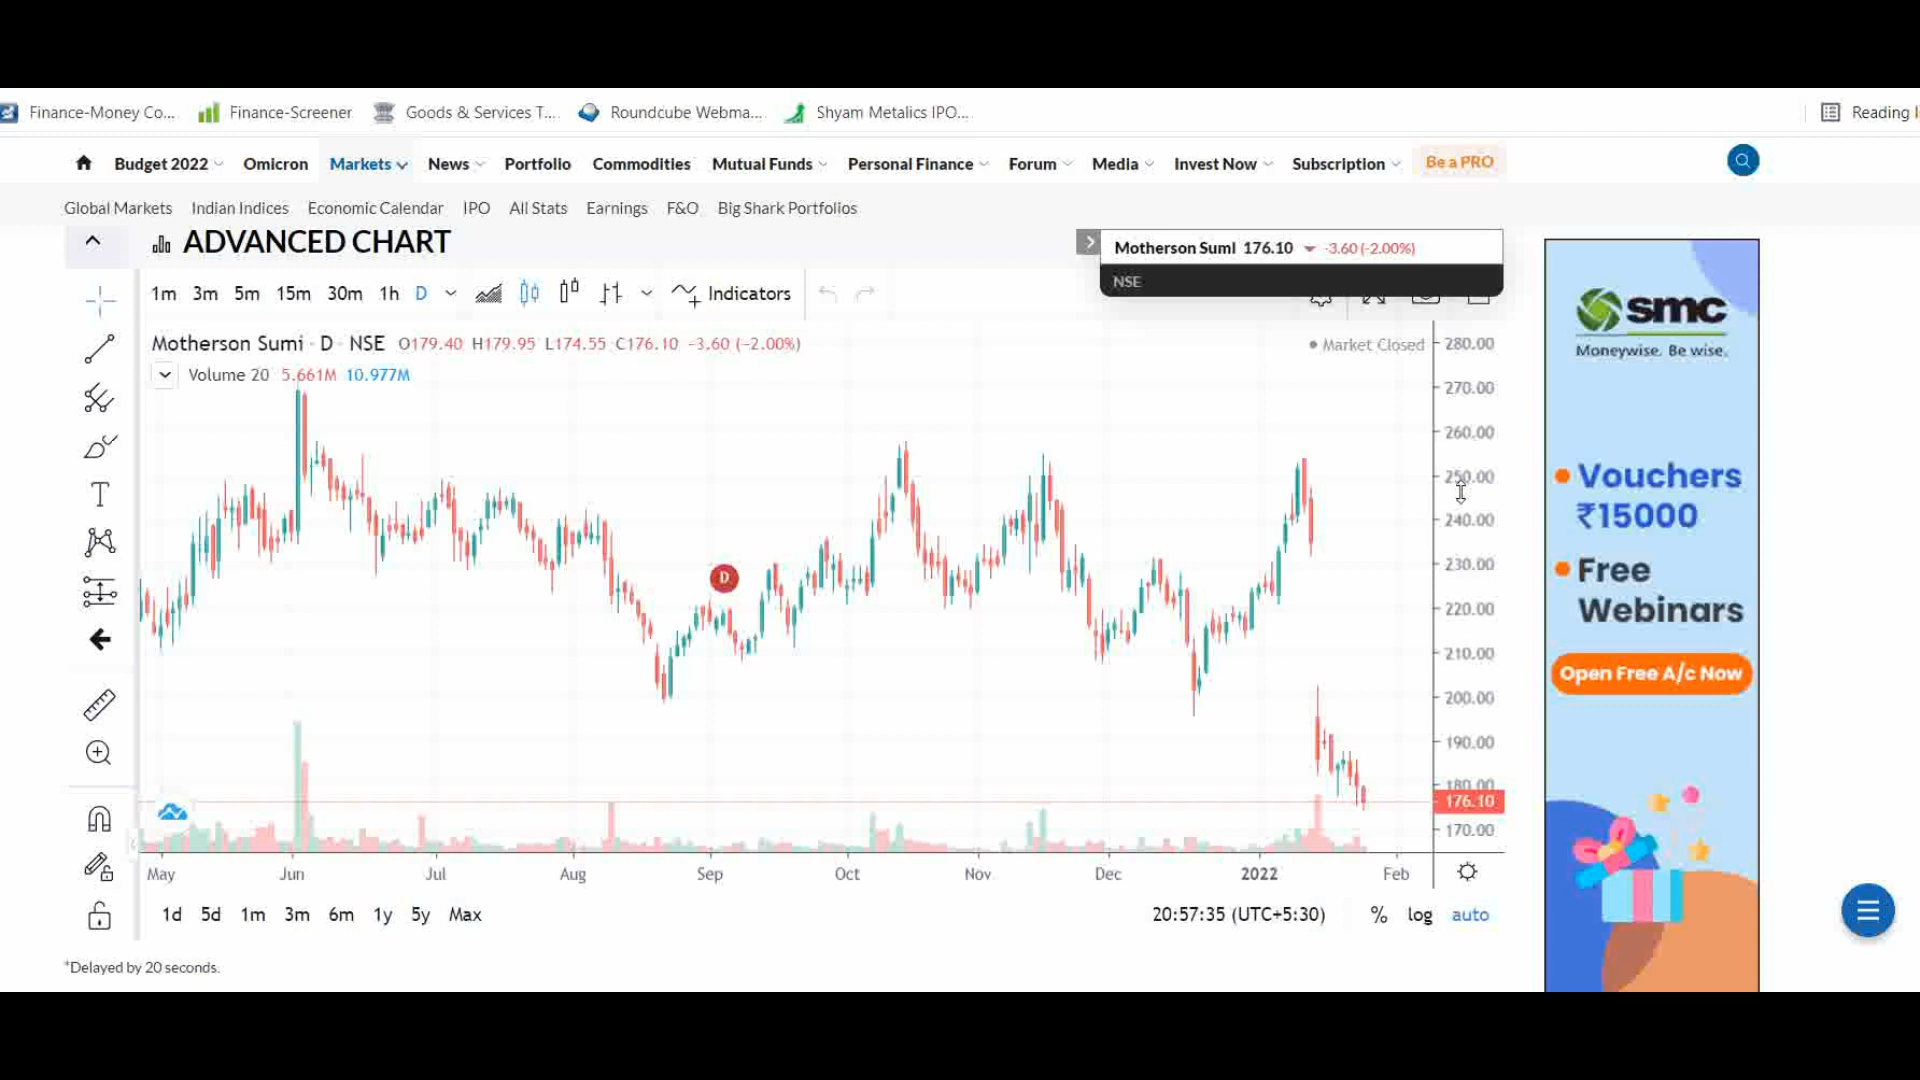 Finance-Money Co... Finance-Screener Goods & Services T... Roundcube Webma... Shyam Metalics IPO... Reading
Budget 2022 Omicron Markets News Portfolio Commodities Mutual Funds Personal Finance Forum Media Invest Now Subscription Be a PRO
Global Markets Indian Indices Economic Calendar IPO All Stats Earnings F&O Big Shark Portfolios
ADVANCED CHART
Motherson Sumi 176.10 -3.60 (-2.00%)
NSE
1m 3m 5m 15m 30m 1h D Indicators
Motherson Sumi · D · NSE O179.40 H179.95 L174.55 C176.10 -3.60 (-2.00%)
Market Closed
Volume 20 5.661M 10.977M
280.00
270.00
260.00
250.00
240.00
230.00
220.00
210.00
200.00
190.00
180.00
176.10
170.00
D
May Jun Jul Aug Sep Oct Nov Dec 2022 Feb
1d 5d 1m 3m 6m 1y 5y Max 20:57:35 (UTC+5:30) % log auto
*Delayed by 20 seconds.
smc
Moneywise. Be wise.
Vouchers
₹15000
Free
Webinars
Open Free A/c Now